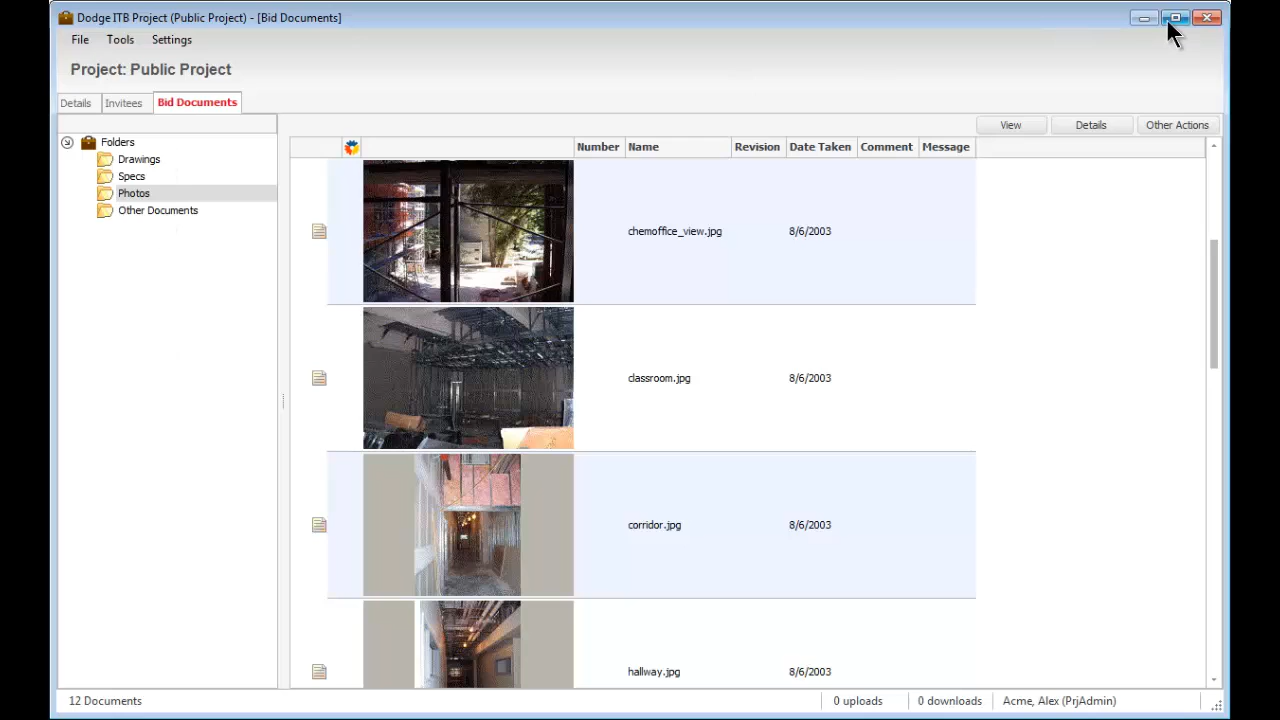 Dodge ITB Project (Public Project) - [Bid Documents]
File Tools Settings
Project: Public Project
Details Invitees Bid Documents
View Details Other Actions
Folders
Drawings
Specs
Photos
Other Documents
Number Name Revision Date Taken Comment Message
chemoffice_view.jpg 8/6/2003
classroom.jpg 8/6/2003
corridor.jpg 8/6/2003
hallway.jpg 8/6/2003
12 Documents 0 uploads 0 downloads Acme, Alex (PrjAdmin)